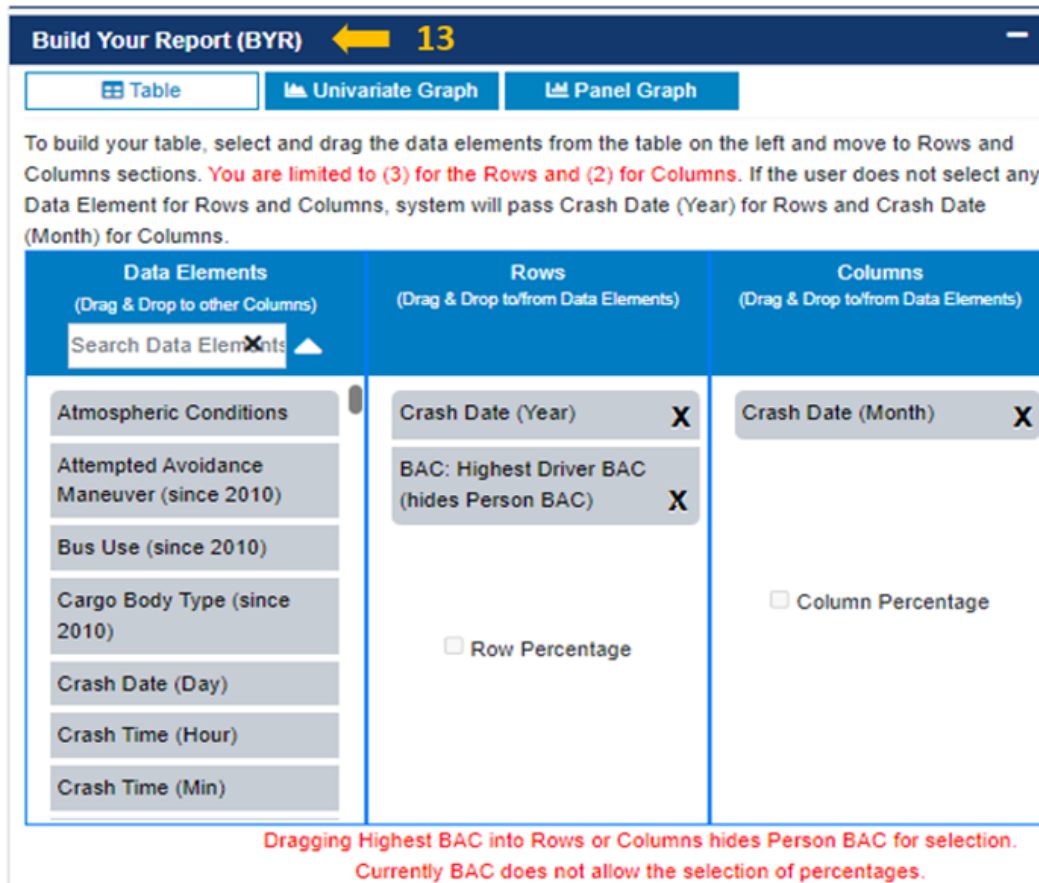 Build Your Report (BYR) 13
Table
Univariate Graph
Panel Graph
To build your table, select and drag the data elements from the table on the left and move to Rows and
Columns sections. You are limited to (3) for the Rows and (2) for Columns. If the user does not select any
Data Element for Rows and Columns, system will pass Crash Date (Year) for Rows and Crash Date
(Month) for Columns.
Data Elements
(Drag & Drop to other Columns)
Search Data Elements
Atmospheric Conditions
Attempted Avoidance
Maneuver (since 2010)
Bus Use (since 2010)
Cargo Body Type (since
2010)
Crash Date (Day)
Crash Time (Hour)
Crash Time (Min)
Rows
(Drag & Drop to/from Data Elements)
Crash Date (Year) X
BAC: Highest Driver BAC
(hides Person BAC) X
Row Percentage
Columns
(Drag & Drop to/from Data Elements)
Crash Date (Month) X
Column Percentage
Dragging Highest BAC into Rows or Columns hides Person BAC for selection.
Currently BAC does not allow the selection of percentages.